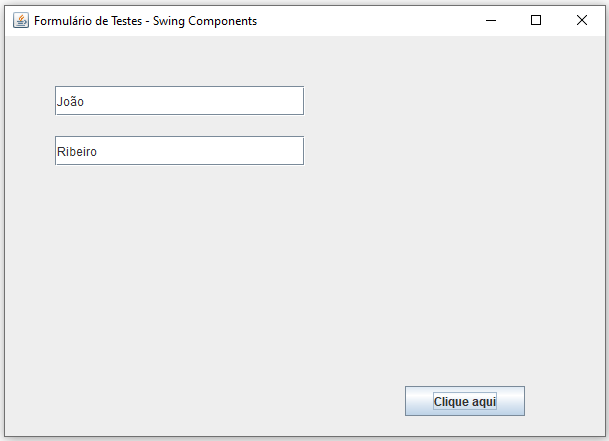 Formulário de Testes - Swing Components
João
Ribeiro
Clique aqui